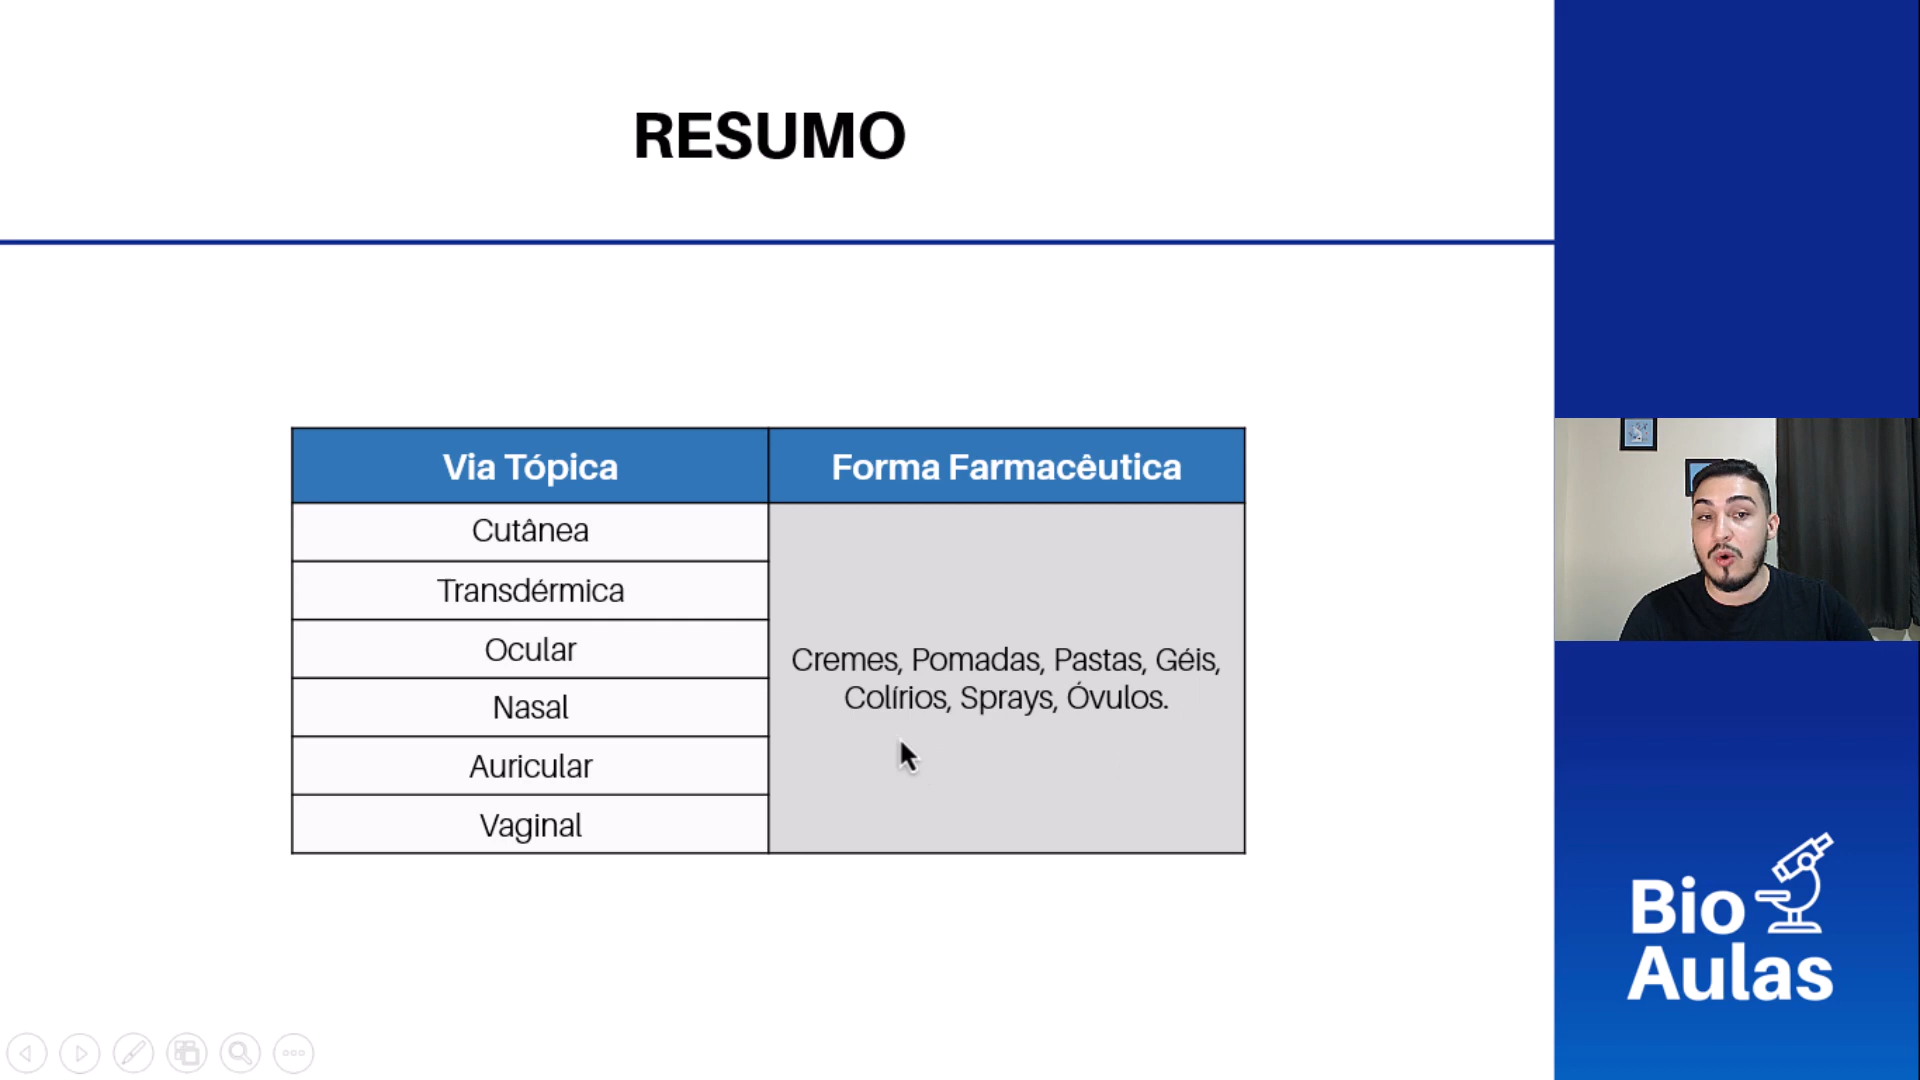 RESUMO
Via Tópica
Forma Farmacêutica
Cutânea
Transdérmica
Ocular
Nasal
Auricular
Vaginal
Cremes, Pomadas, Pastas, Géis,
Colírios, Sprays, Óvulos.
Bio
Aulas